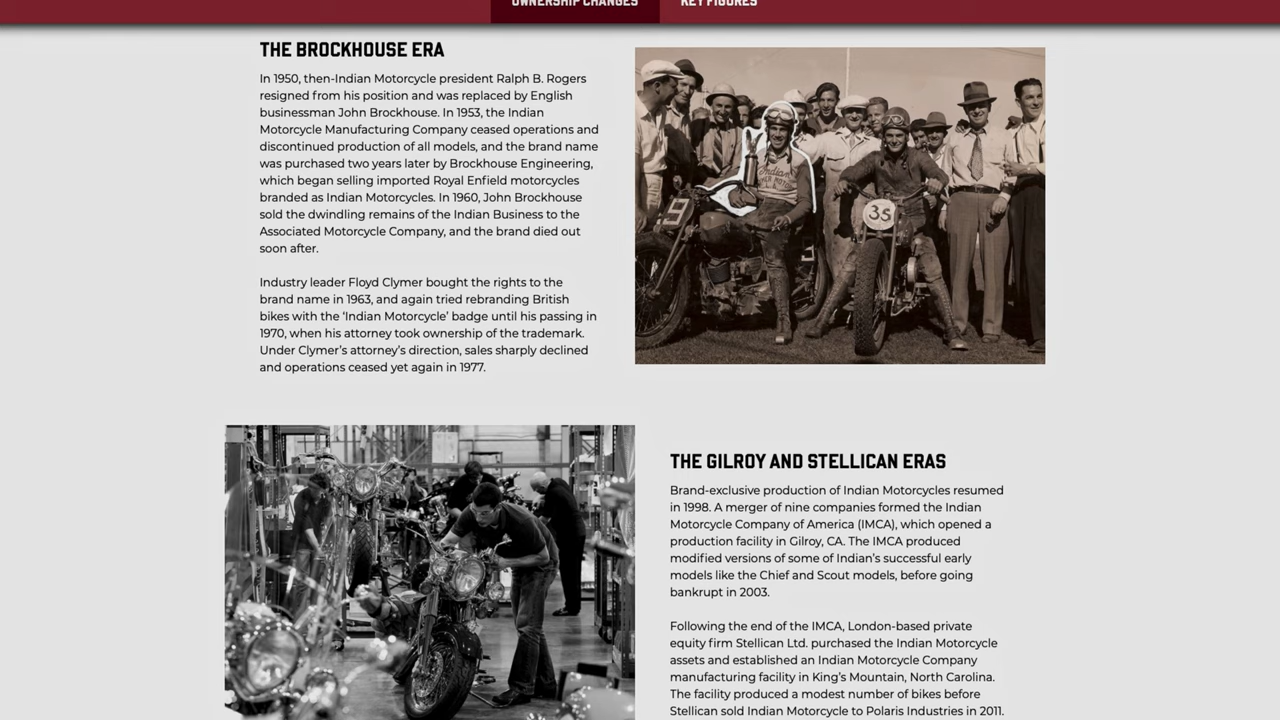 OWNERSHIP CHANGES
KEY FIGURES
THE BROCKHOUSE ERA
In 1950, then-Indian Motorcycle president Ralph B. Rogers
resigned from his position and was replaced by English
businessman John Brockhouse. In 1953, the Indian
Motorcycle Manufacturing Company ceased operations and
discontinued production of all models, and the brand name
was purchased two years later by Brockhouse Engineering,
which began selling imported Royal Enfield motorcycles
branded as Indian Motorcycles. In 1960, John Brockhouse
sold the dwindling remains of the Indian Business to the
Associated Motorcycle Company, and the brand died out
soon after.
Industry leader Floyd Clymer bought the rights to the
brand name in 1963, and again tried rebranding British
bikes with the ‘Indian Motorcycle’ badge until his passing in
1970, when his attorney took ownership of the trademark.
Under Clymer’s attorney’s direction, sales sharply declined
and operations ceased yet again in 1977.
Indian
35
THE GILROY AND STELLICAN ERAS
Brand-exclusive production of Indian Motorcycles resumed
in 1998. A merger of nine companies formed the Indian
Motorcycle Company of America (IMCA), which opened a
production facility in Gilroy, CA. The IMCA produced
modified versions of some of Indian’s successful early
models like the Chief and Scout models, before going
bankrupt in 2003.
Following the end of the IMCA, London-based private
equity firm Stellican Ltd. purchased the Indian Motorcycle
assets and established an Indian Motorcycle Company
manufacturing facility in King’s Mountain, North Carolina.
The facility produced a modest number of bikes before
Stellican sold Indian Motorcycle to Polaris Industries in 2011.